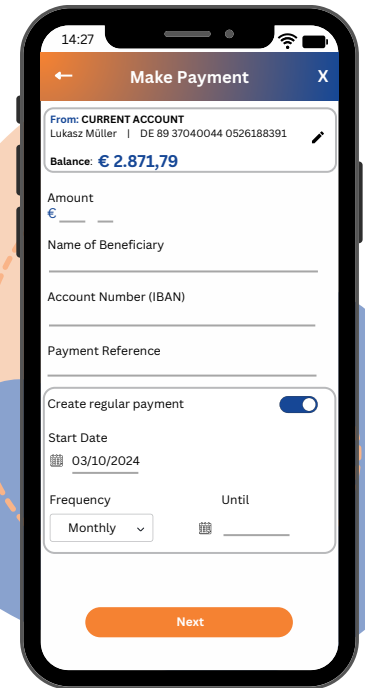 14:27
Make Payment X
From: CURRENT ACCOUNT
Lukasz Müller | DE 89 37040044 0526188391
Balance: € 2.871,79
Amount
€
Name of Beneficiary
Account Number (IBAN)
Payment Reference
Create regular payment
Start Date
03/10/2024
Frequency Until
Monthly
Next